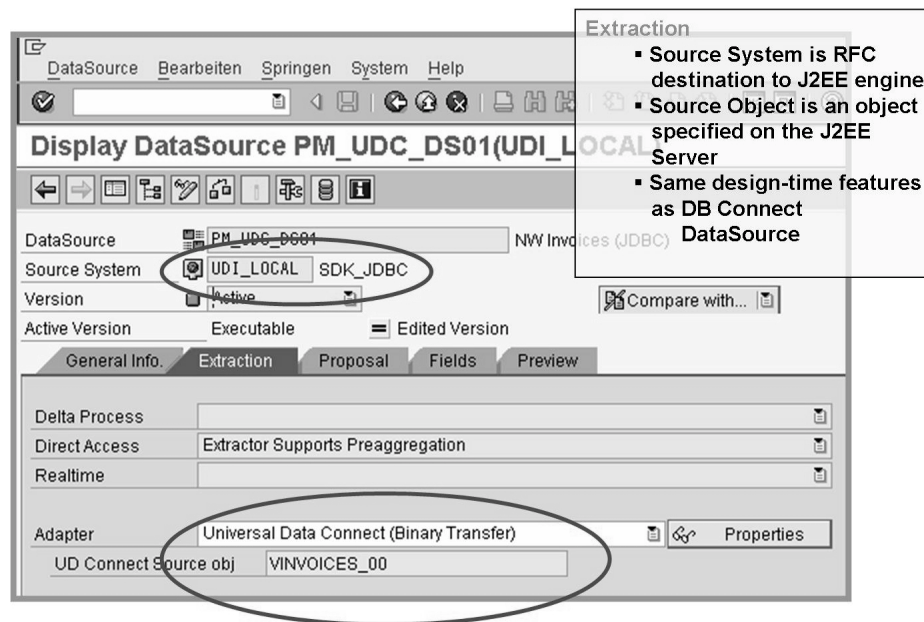 Extraction
▪ Source System is RFC
destination to J2EE engine
▪ Source Object is an object
specified on the J2EE
Server
▪ Same design-time features
as DB Connect
DataSource
DataSource Bearbeiten Springen System Help
Display DataSource PM_UDC_DS01(UDI_LOCAL)
DataSource PM_UDC_DS01 NW Invoices (JDBC)
Source System UDI_LOCAL SDK_JDBC
Version Active Compare with...
Active Version Executable = Edited Version
General Info. Extraction Proposal Fields Preview
Delta Process
Direct Access Extractor Supports Preaggregation
Realtime
Adapter Universal Data Connect (Binary Transfer) Properties
UD Connect Source obj VINVOICES_00